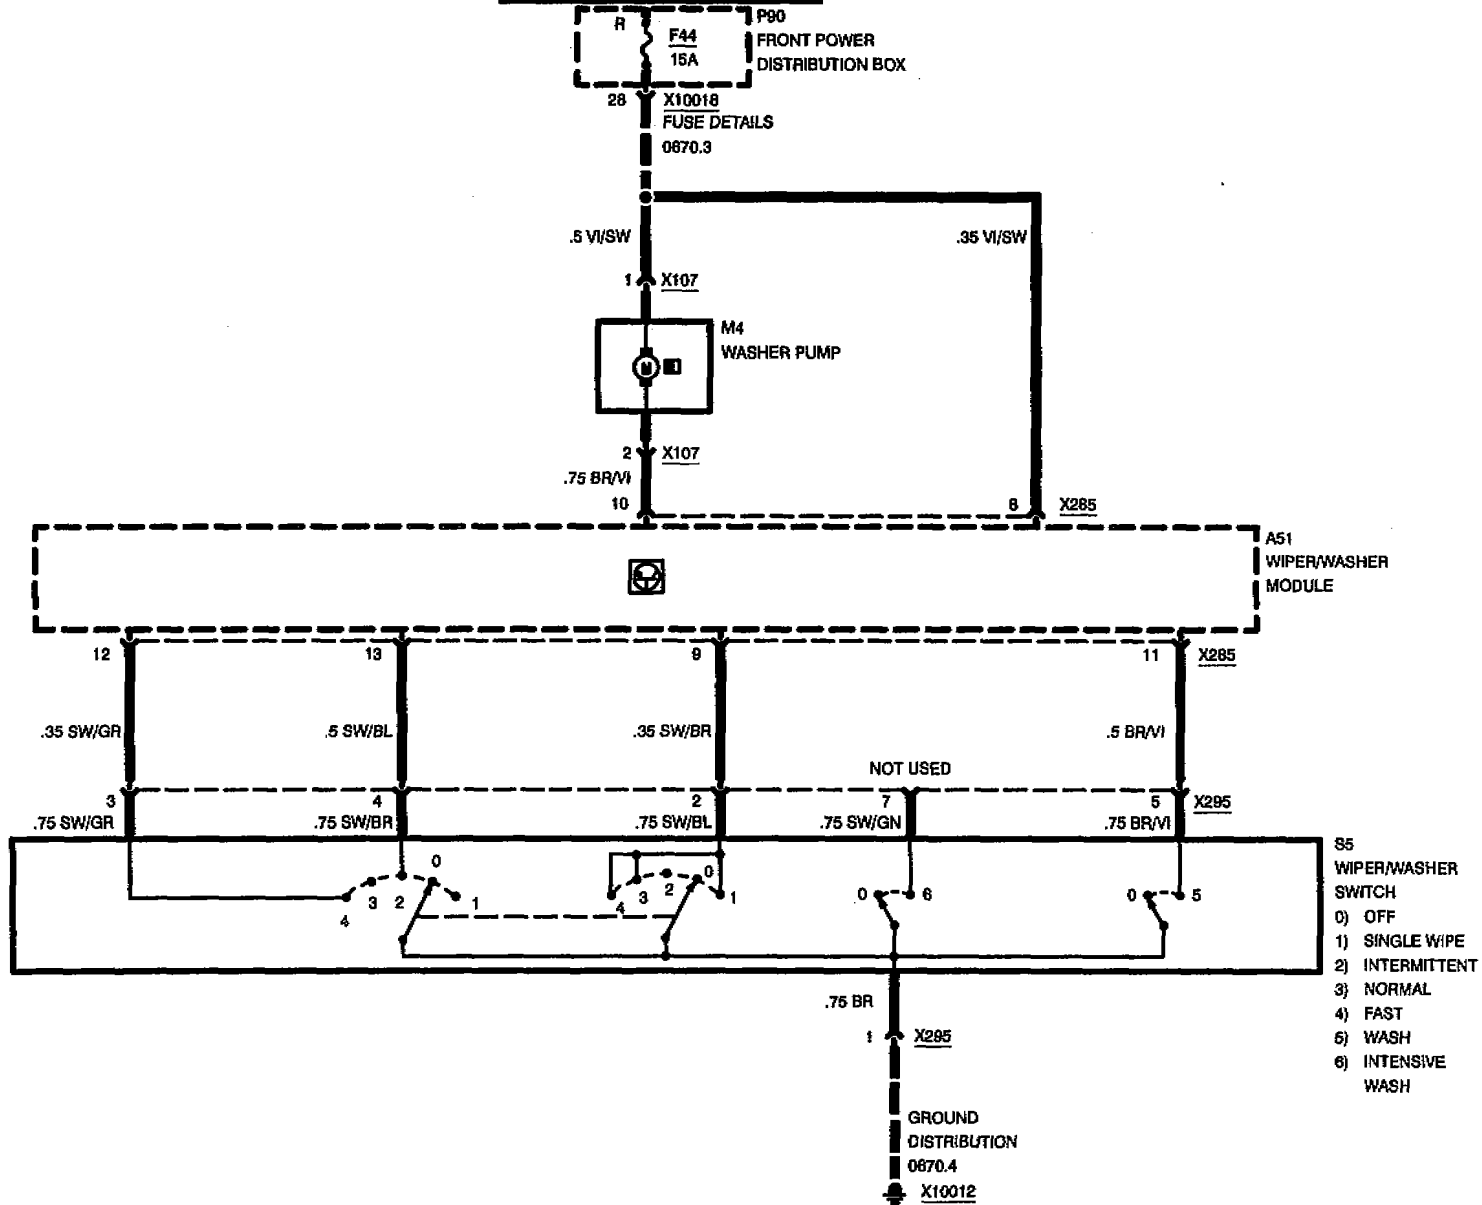 R
F44
15A
P90
FRONT POWER
DISTRIBUTION BOX
28
X10018
FUSE DETAILS
0670.3
.5 VI/SW
.35 VI/SW
1
X107
M4
WASHER PUMP
M
2
X107
.75 BR/VI
10
8
X285
A51
WIPER/WASHER
MODULE
12
13
9
11
X285
.35 SW/GR
.5 SW/BL
.35 SW/BR
.5 BR/VI
NOT USED
3
4
2
7
5
X295
.75 SW/GR
.75 SW/BR
.75 SW/BL
.75 SW/GN
.75 BR/VI
4
3
2
0
1
4
3
2
0
1
0
6
0
5
S5
WIPER/WASHER
SWITCH
0) OFF
1) SINGLE WIPE
2) INTERMITTENT
3) NORMAL
4) FAST
5) WASH
6) INTENSIVE
WASH
.75 BR
1
X295
GROUND
DISTRIBUTION
0670.4
X10012